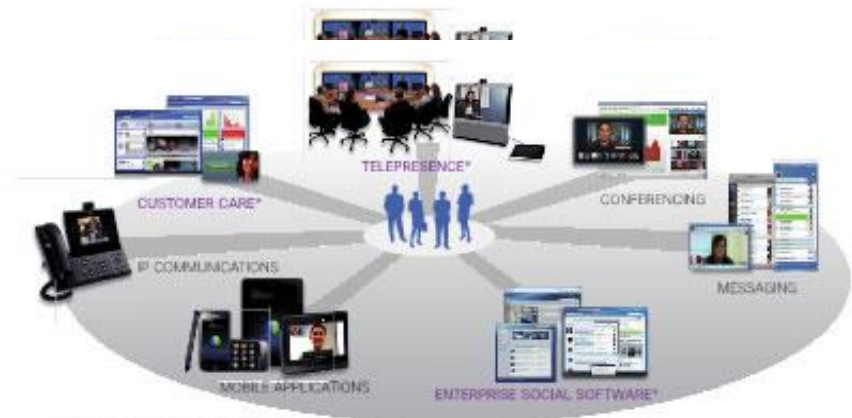 TELEPRESENCE*
CUSTOMER CARE*
CONFERENCING
IP COMMUNICATIONS
MESSAGING
MOBILE APPLICATIONS
ENTERPRISE SOCIAL SOFTWARE*